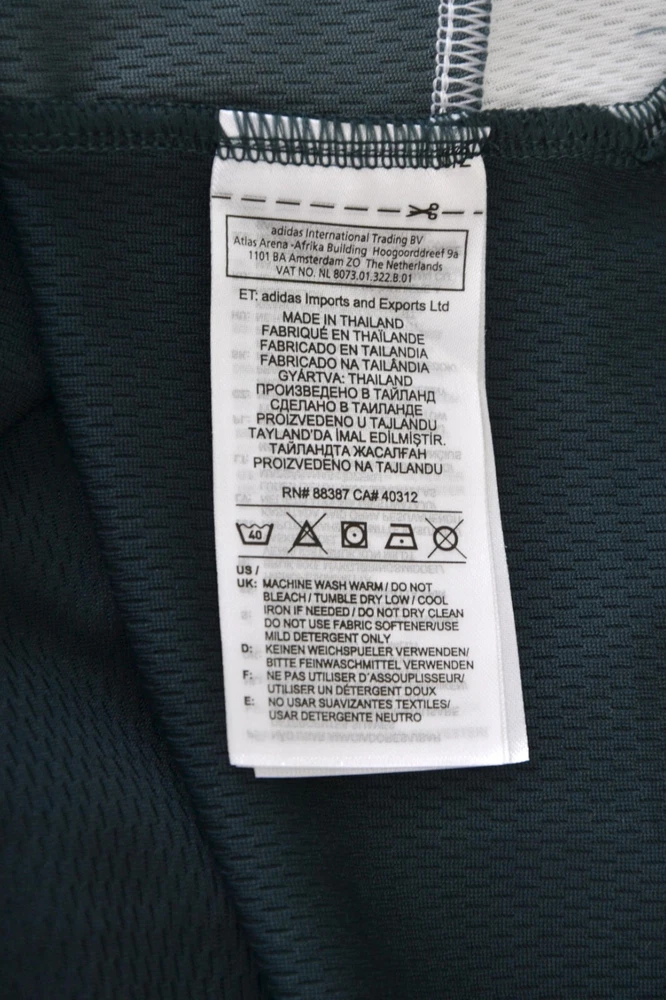 adidas International Trading BV
Atlas Arena -Afrika Building Hoogoorddreef 9a
1101 BA Amsterdam ZO The Netherlands
VAT NO. NL 8073.01.322.B.01
ET: adidas Imports and Exports Ltd
MADE IN THAILAND
FABRIQUÉ EN THAÏLANDE
FABRICADO EN TAILANDIA
FABRICADO NA TAILÂNDIA
GYÁRTVA: THAILAND
ПРОИЗВЕДЕНО В ТАЙЛАНД
СДЕЛАНО В ТАИЛАНДЕ
PROIZVEDENO U TAJLANDU
TAYLAND'DA İMAL EDİLMİŞTİR.
ТАЙЛАНДТА ЖАСАЛҒАН
PROIZVEDENO NA TAJLANDU
RN# 88387 CA# 40312
40
US /
UK: MACHINE WASH WARM / DO NOT
BLEACH / TUMBLE DRY LOW / COOL
IRON IF NEEDED / DO NOT DRY CLEAN
DO NOT USE FABRIC SOFTENER/USE
MILD DETERGENT ONLY
D: KEINEN WEICHSPUELER VERWENDEN/
BITTE FEINWASCHMITTEL VERWENDEN
F: NE PAS UTILISER D'ASSOUPLISSEUR/
UTILISER UN DÉTERGENT DOUX
E: NO USAR SUAVIZANTES TEXTILES/
USAR DETERGENTE NEUTRO